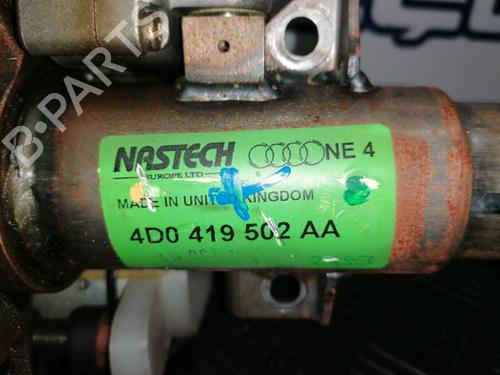 B-PARTS
NASTECH NE 4
EUROPE LTD
MADE IN UNITED KINGDOM
4D0 419 502 AA